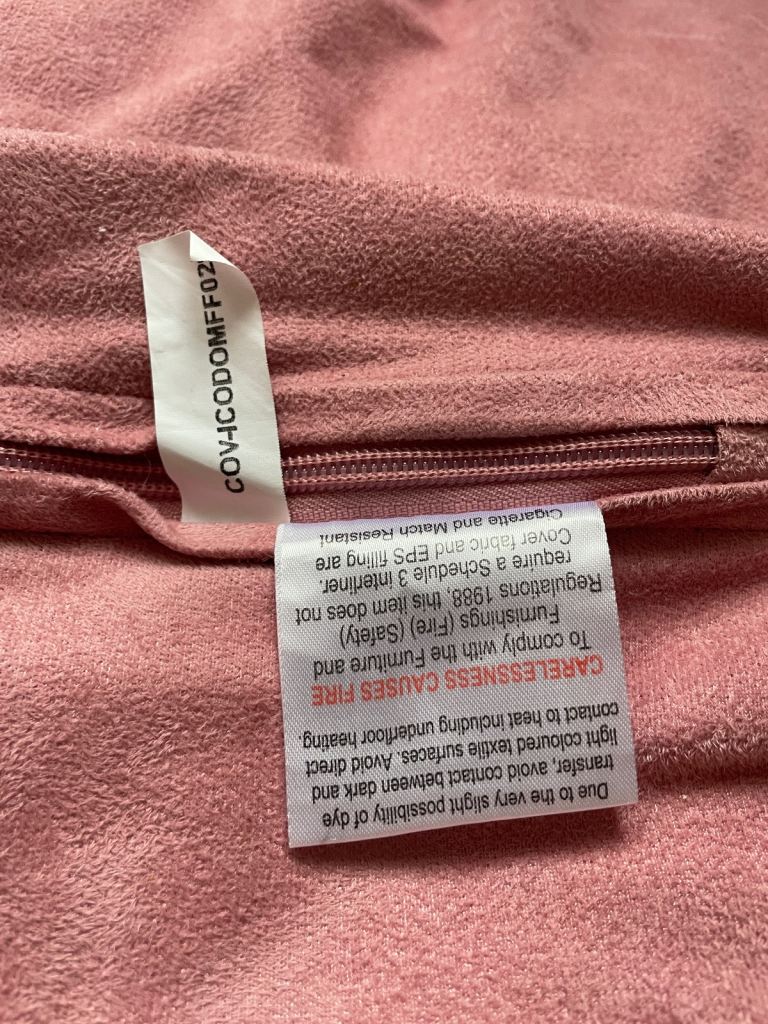 COV-ICODOMFF02
Due to the very slight possibility of dye
transfer, avoid contact between dark and
light coloured textile surfaces. Avoid direct
contact to heat including underfloor heating.
CARELESSNESS CAUSES FIRE
To comply with the Furniture and
Furnishings (Fire) (Safety)
Regulations 1988, this item does not
require a Schedule 3 interliner.
Cover fabric and EPS filling are
Cigarette and Match Resistant